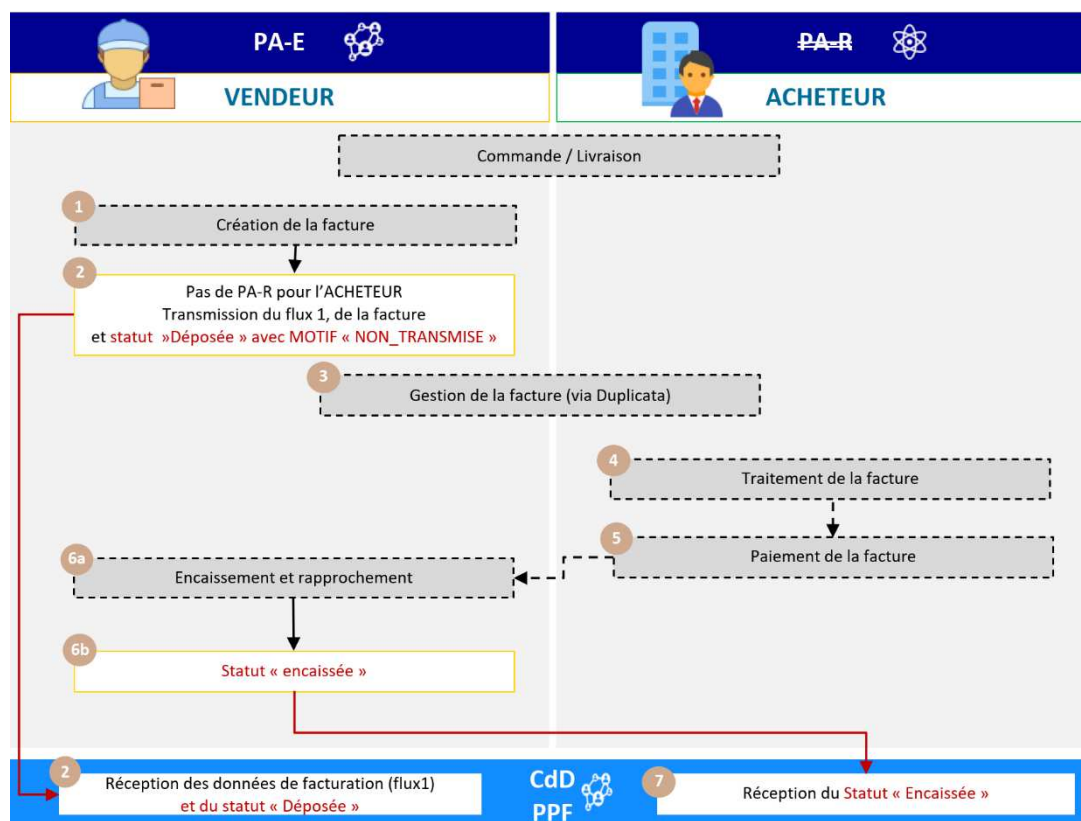 PA-E
PA-R
VENDEUR
ACHETEUR
Commande / Livraison
1
Création de la facture
2
Pas de PA-R pour l'ACHETEUR
Transmission du flux 1, de la facture
et statut »Déposée » avec MOTIF « NON_TRANSMISE »
3
Gestion de la facture (via Duplicata)
4
Traitement de la facture
5
Paiement de la facture
6a
Encaissement et rapprochement
6b
Statut « encaissée »
2
Réception des données de facturation (flux1)
et du statut « Déposée »
CdD
PPF
7
Réception du Statut « Encaissée »